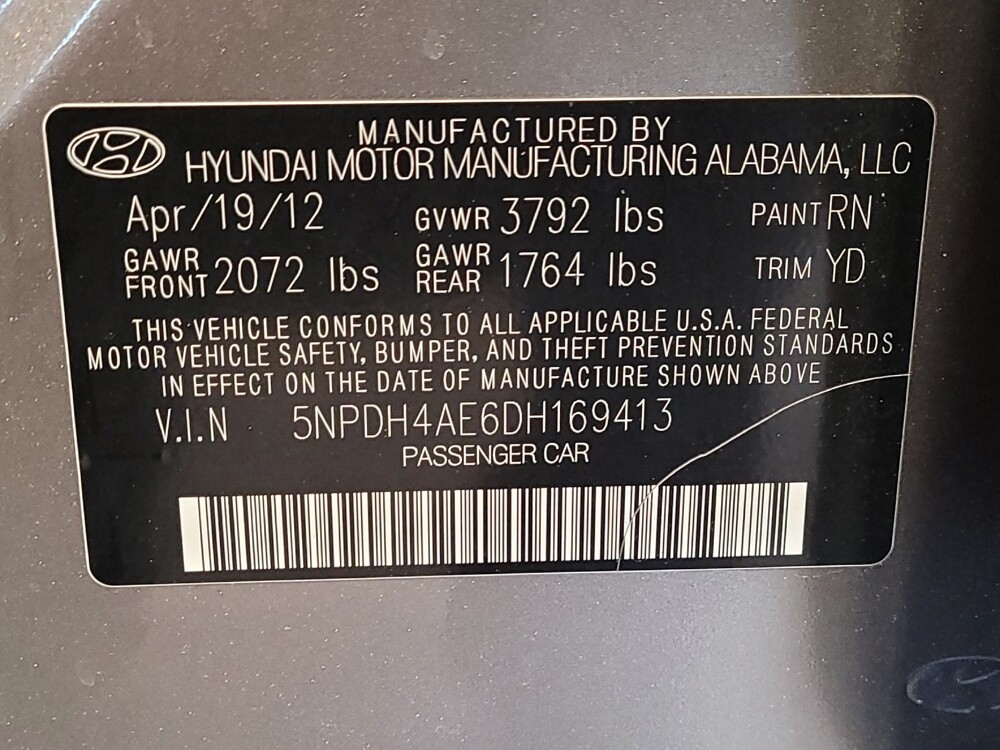 MANUFACTURED BY
HYUNDAI MOTOR MANUFACTURING ALABAMA, LLC
Apr/19/12 GVWR 3792 lbs PAINT RN
GAWR FRONT 2072 lbs GAWR REAR 1764 lbs TRIM YD
THIS VEHICLE CONFORMS TO ALL APPLICABLE U.S.A. FEDERAL
MOTOR VEHICLE SAFETY, BUMPER, AND THEFT PREVENTION STANDARDS
IN EFFECT ON THE DATE OF MANUFACTURE SHOWN ABOVE
V.I.N 5NPDH4AE6DH169413
PASSENGER CAR